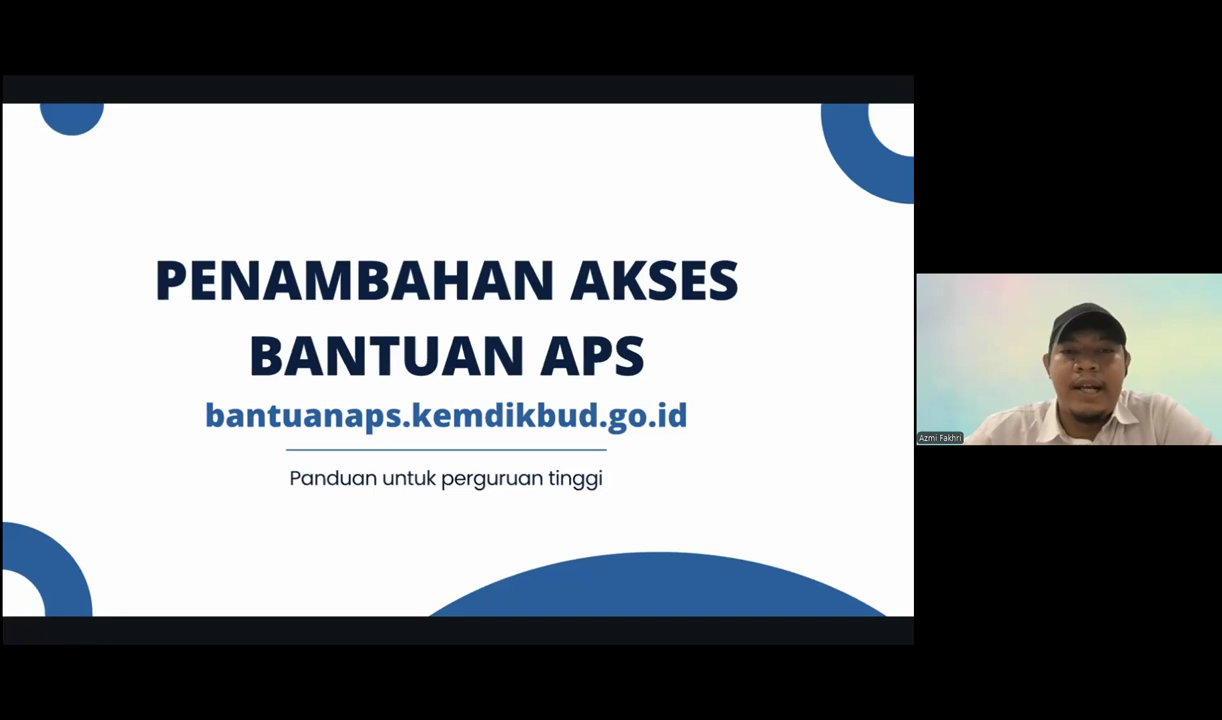 PENAMBAHAN AKSES
BANTUAN APS
bantuanaps.kemdikbud.go.id
Panduan untuk perguruan tinggi
Azmi Fakhri